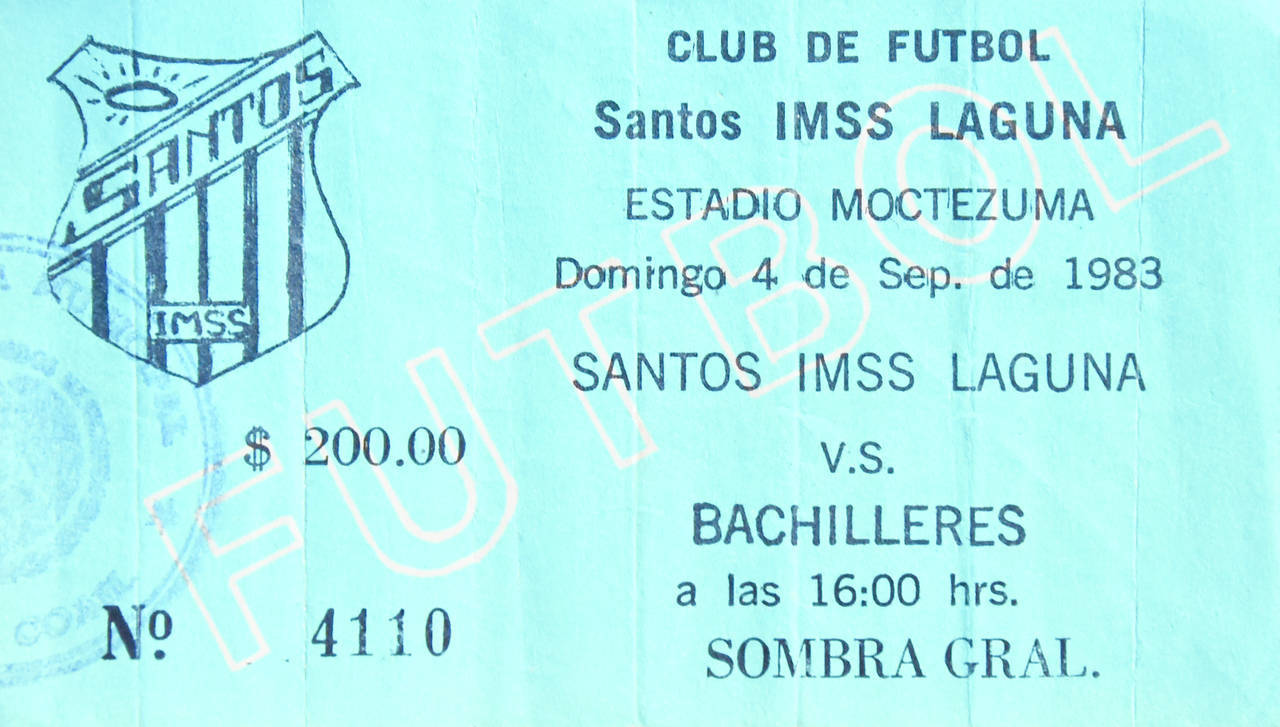 SANTOS
IMSS
CLUB DE FUTBOL
Santos IMSS LAGUNA
ESTADIO MOCTEZUMA
Domingo 4 de Sep. de 1983
SANTOS IMSS LAGUNA
V.S.
BACHILLERES
a las 16:00 hrs.
SOMBRA GRAL.
$ 200.00
Nº. 4110
FUTBOL
COAH